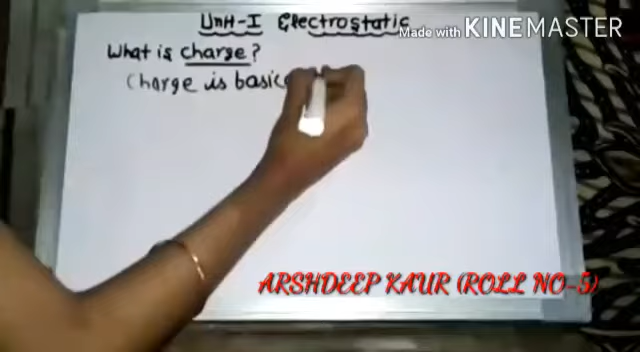 Unit-I Electrostatic
Made with KINEMASTER
What is charge?
Charge is basic
ARSHDEEP KAUR (ROLL NO-5)